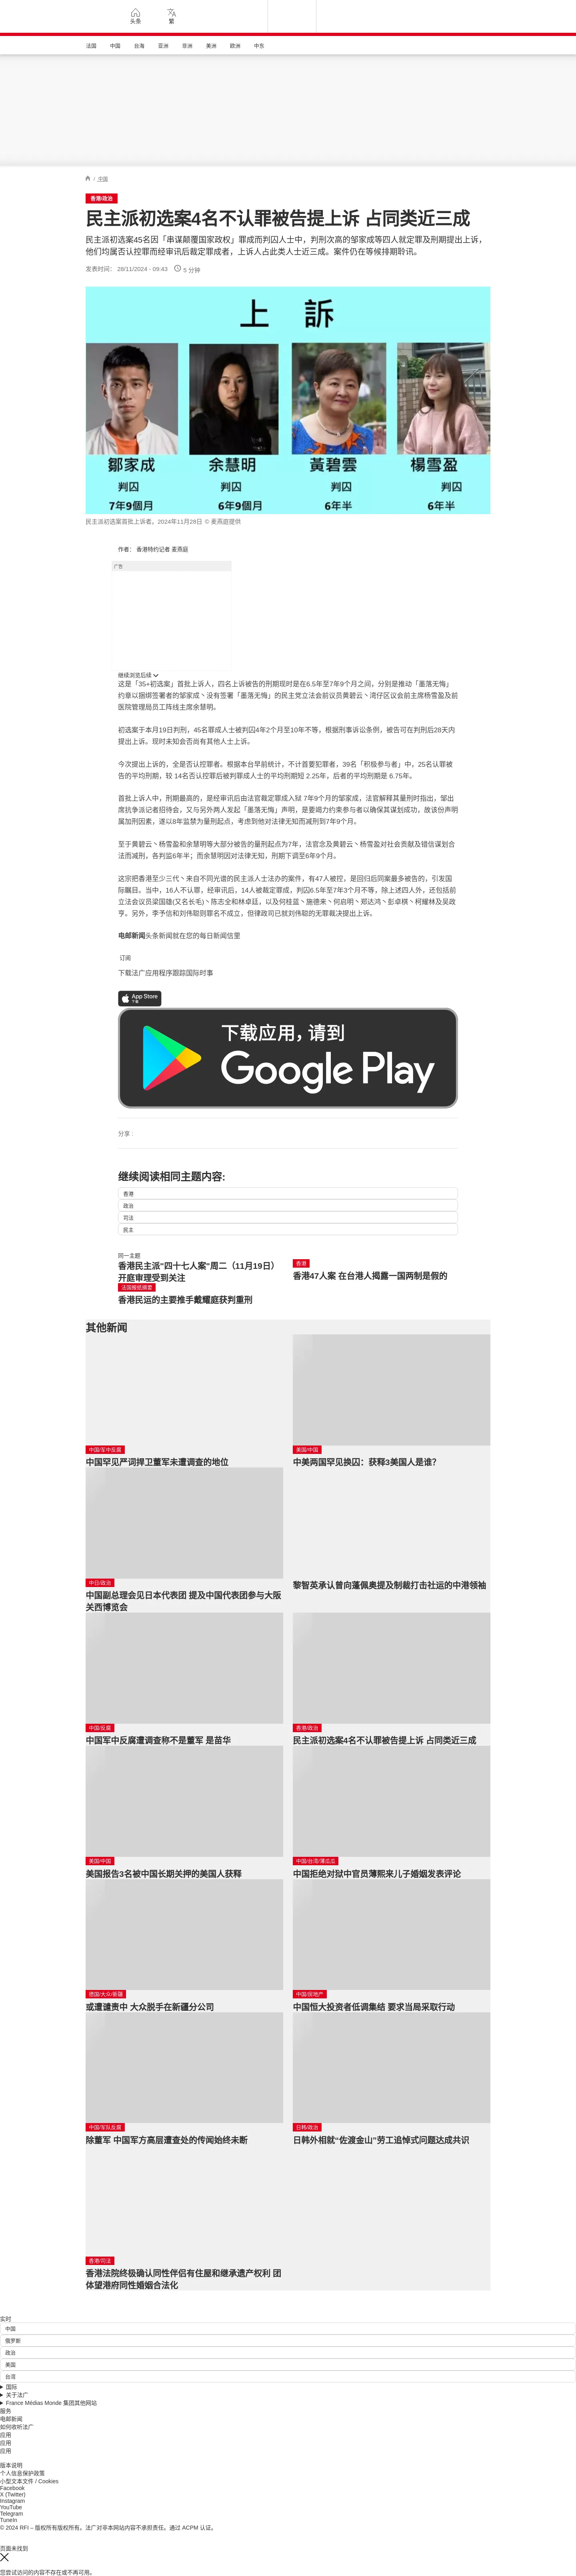 头条
繁
法国
中国
台海
亚洲
非洲
美洲
欧洲
中东
/ 中国
香港/政治
民主派初选案4名不认罪被告提上诉 占同类近三成
民主派初选案45名因「串谋颠覆国家政权」罪成而判囚人士中，判刑次高的邹家成等四人就定罪及刑期提出上诉，
他们均属否认控罪而经审讯后裁定罪成者，上诉人占此类人士近三成。案件仍在等候排期聆讯。
发表时间： 28/11/2024 - 09:43
5 分钟
上訴
鄒家成
判囚
7年9個月
余慧明
判囚
6年9個月
黃碧雲
判囚
6年半
楊雪盈
判囚
6年半
民主派初选案首批上诉者。2024年11月28日 © 麦燕庭提供
作者： 香港特约记者 麦燕庭
广告
继续浏览后续
这是「35+初选案」首批上诉人，四名上诉被告的刑期现时是在6.5年至7年9个月之间，分别是推动「墨落无悔」
约章以捆绑签署者的邹家成丶没有签署「墨落无悔」的民主党立法会前议员黄碧云丶湾仔区议会前主席杨雪盈及前
医院管理局员工阵线主席余慧明。
初选案于本月19日判刑，45名罪成人士被判囚4年2个月至10年不等，根据刑事诉讼条例，被告可在判刑后28天内
提出上诉。现时未知会否尚有其他人士上诉。
今次提出上诉的，全是否认控罪者。根据本台早前统计，不计首要犯罪者，39名「积极参与者」中，25名认罪被
告的平均刑期，较 14名否认控罪后被判罪成人士的平均刑期短 2.25年，后者的平均刑期是 6.75年。
首批上诉人中，刑期最高的，是经审讯后由法官裁定罪成入狱 7年9个月的邹家成，法官解释其量刑时指出，邹出
席抗争派记者招待会，又与另外两人发起「墨落无悔」声明，是要竭力约束参与者以确保其谋划成功，故该份声明
属加刑因素，遂以8年监禁为量刑起点，考虑到他对法律无知而减刑到7年9个月。
至于黄碧云丶杨雪盈和余慧明等大部分被告的量刑起点为7年，法官念及黄碧云丶杨雪盈对社会贡献及错信谋划合
法而减刑，各判监6年半；而余慧明因对法律无知，刑期下调至6年9个月。
这宗把香港至少三代丶来自不同光谱的民主派人士法办的案件，有47人被控，是回归后同案最多被告的，引发国
际瞩目。当中，16人不认罪，经审讯后，14人被裁定罪成，判囚6.5年至7年3个月不等，除上述四人外，还包括前
立法会议员梁国雄(又名长毛)丶陈志全和林卓廷，以及何桂蓝丶施德来丶何启明丶郑达鸿丶彭卓棋丶柯耀林及吴政
亨。另外，李予信和刘伟聪则罪名不成立，但律政司已就刘伟聪的无罪裁决提出上诉。
电邮新闻头条新闻就在您的每日新闻信里
订阅
下载法广应用程序跟踪国际时事
App Store
下载
下载应用，请到
Google Play
分享 :
继续阅读相同主题内容:
香港
政治
司法
民主
同一主题
香港民主派“四十七人案”周二（11月19日）
开庭审理受到关注
香港
香港47人案 在台港人揭露一国两制是假的
法国报纸摘要
香港民运的主要推手戴耀庭获判重刑
其他新闻
中国/军中反腐
中国罕见严词捍卫董军未遭调查的地位
美国/中国
中美两国罕见换囚：获释3美国人是谁?
中日/政治
中国副总理会见日本代表团 提及中国代表团参与大阪
关西博览会
黎智英承认曾向蓬佩奥提及制裁打击社运的中港领袖
中国/反腐
中国军中反腐遭调查称不是董军 是苗华
香港/政治
民主派初选案4名不认罪被告提上诉 占同类近三成
美国/中国
美国报告3名被中国长期关押的美国人获释
中国/台湾/薄瓜瓜
中国拒绝对狱中官员薄熙来儿子婚姻发表评论
德国/大众/新疆
或遭谴责中 大众脱手在新疆分公司
中国/房地产
中国恒大投资者低调集结 要求当局采取行动
中国/军队反腐
除董军 中国军方高层遭查处的传闻始终未断
日韩/政治
日韩外相就“佐渡金山”劳工追悼式问题达成共识
香港/司法
香港法院终极确认同性伴侣有住屋和继承遗产权利 团
体望港府同性婚姻合法化
实时
中国
俄罗斯
政治
美国
台湾
国际
关于法广
France Médias Monde 集团其他网站
服务
电邮新闻
如何收听法广
应用
应用
应用
版本说明
个人信息保护政策
小型文本文件 / Cookies
Facebook
X (Twitter)
Instagram
YouTube
Telegram
TuneIn
© 2024 RFI – 版权所有版权所有。法广对非本网站内容不承担责任。通过 ACPM 认证。
页面未找到
您尝试访问的内容不存在或不再可用。